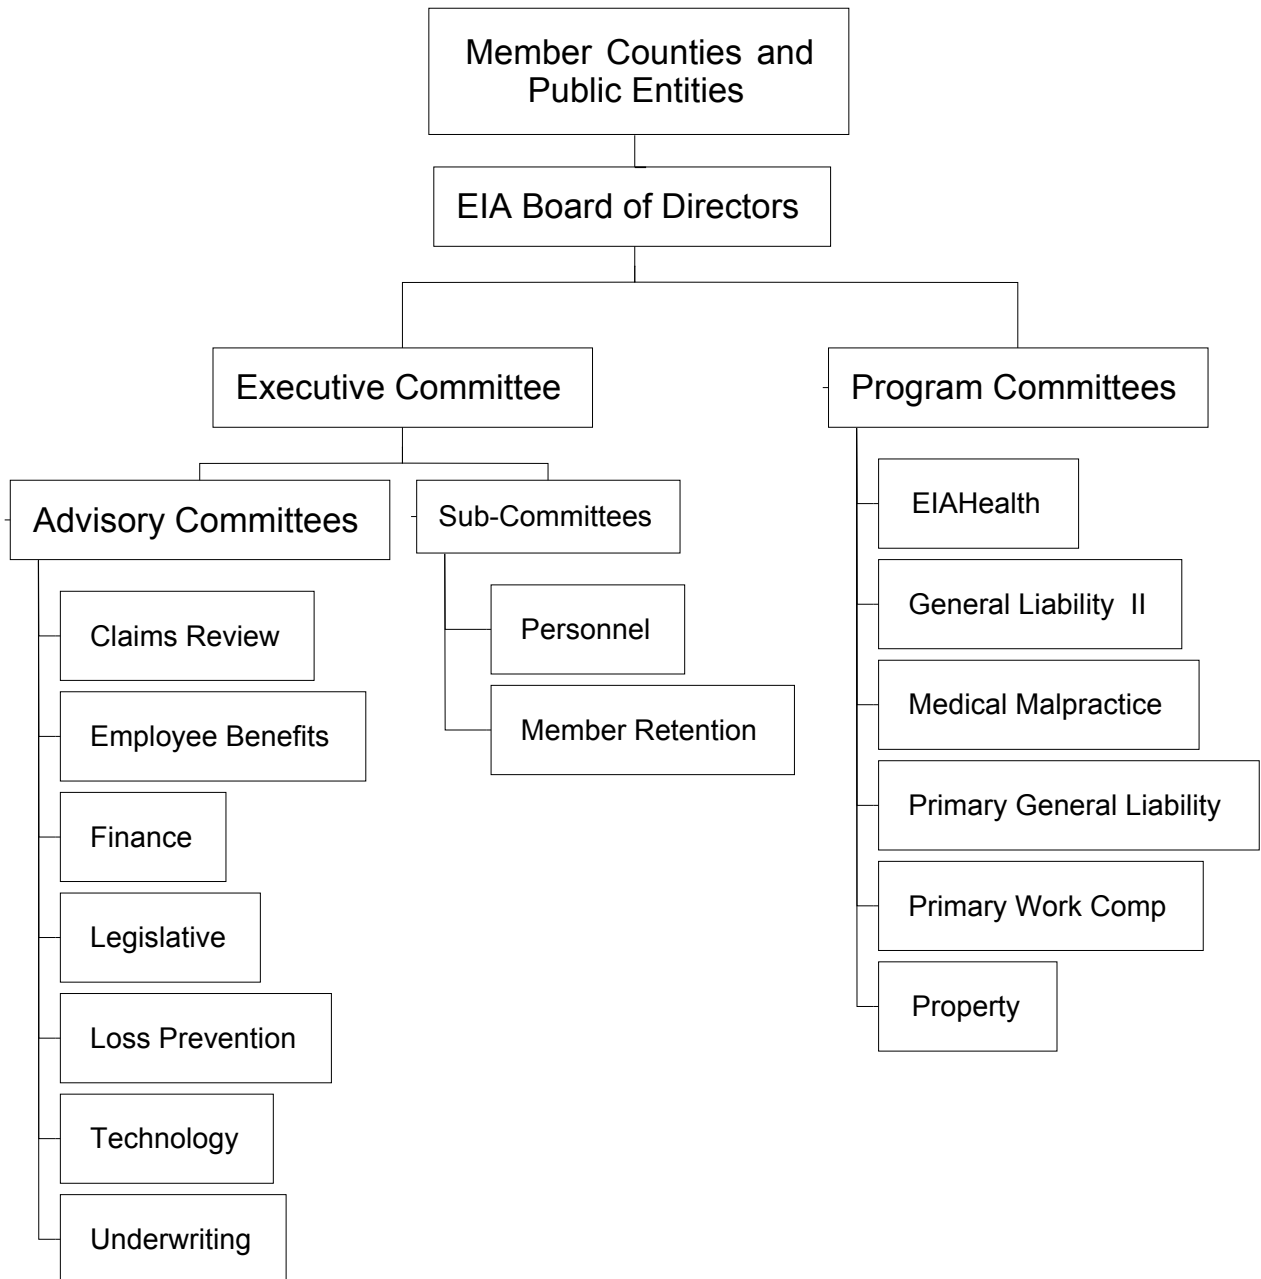 Member Counties and
Public Entities
EIA Board of Directors
Executive Committee
Program Committees
Advisory Committees
Sub-Committees
Claims Review
Employee Benefits
Finance
Legislative
Loss Prevention
Technology
Underwriting
Personnel
Member Retention
EIAHealth
General Liability II
Medical Malpractice
Primary General Liability
Primary Work Comp
Property